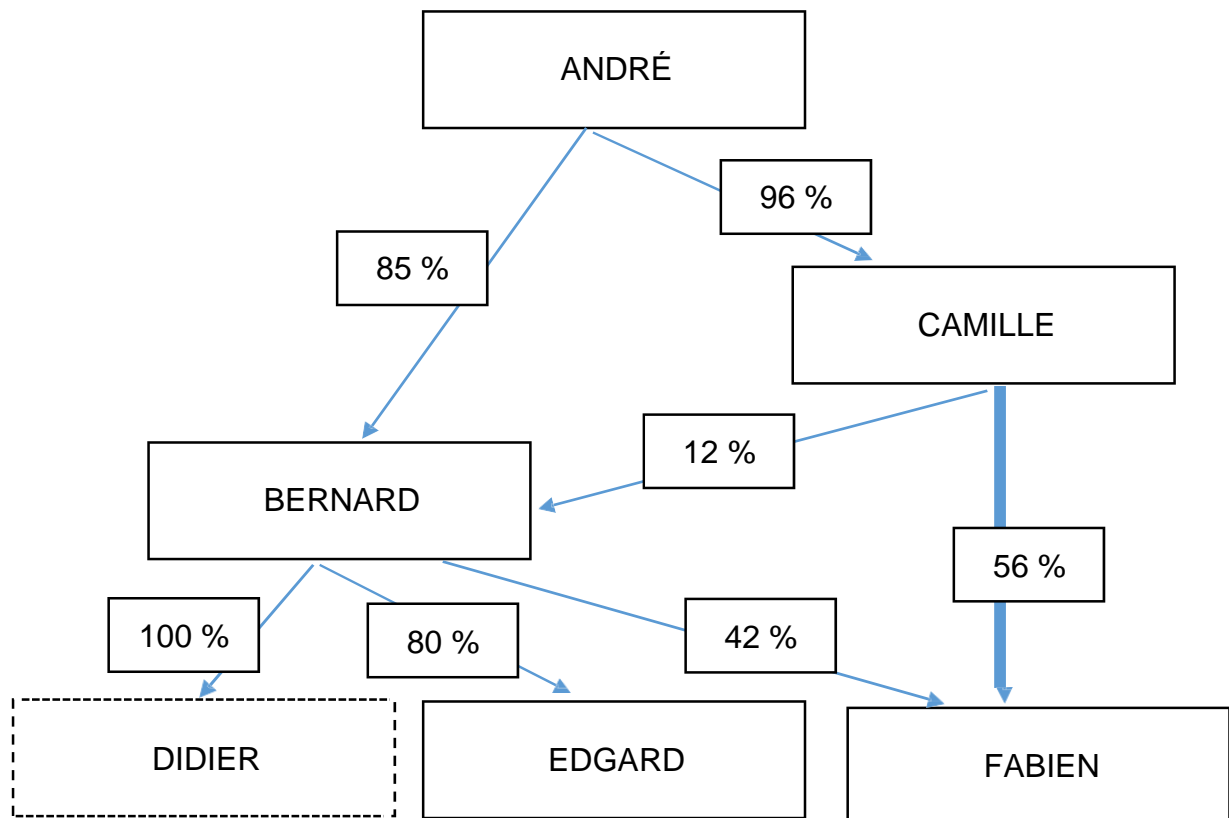 ANDRÉ
96 %
85 %
CAMILLE
12 %
BERNARD
56 %
100 %
80 %
42 %
DIDIER
EDGARD
FABIEN